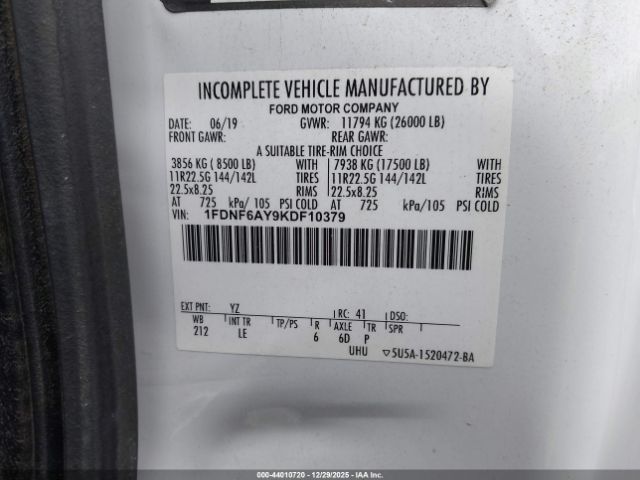 INCOMPLETE VEHICLE MANUFACTURED BY
FORD MOTOR COMPANY
DATE: 06/19 GVWR: 11794 KG (26000 LB)
FRONT GAWR: REAR GAWR:
A SUITABLE TIRE-RIM CHOICE
3856 KG ( 8500 LB) WITH 7938 KG (17500 LB) WITH
11R22.5G 144/142L TIRES 11R22.5G 144/142L TIRES
22.5x8.25 RIMS 22.5x8.25 RIMS
AT 725 kPa/ 105 PSI COLD AT 725 kPa/105 PSI COLD
VIN: 1FDNF6AY9KDF10379
EXT PNT: YZ RC: 41 DSO:
WB INT TR TP/PS R AXLE TR SPR
212 LE 6 6D P
UHU ▽5U5A-1520472-BA
000-44010720 - 12/29/2025 - IAAI.CA